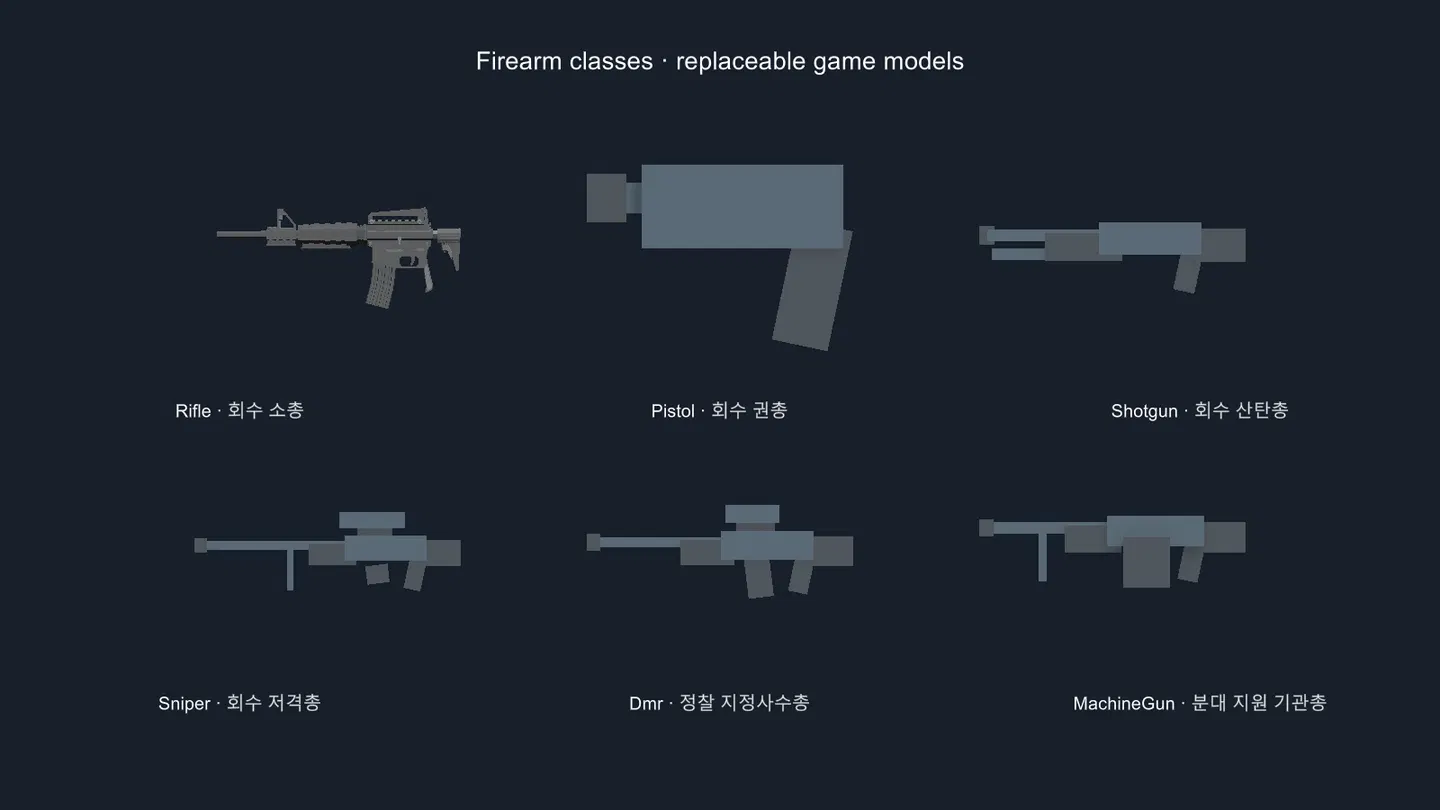 Firearm classes · replaceable game models
Rifle · 회수 소총
Pistol · 회수 권총
Shotgun · 회수 산탄총
Sniper · 회수 저격총
Dmr · 정찰 지정사수총
MachineGun · 분대 지원 기관총